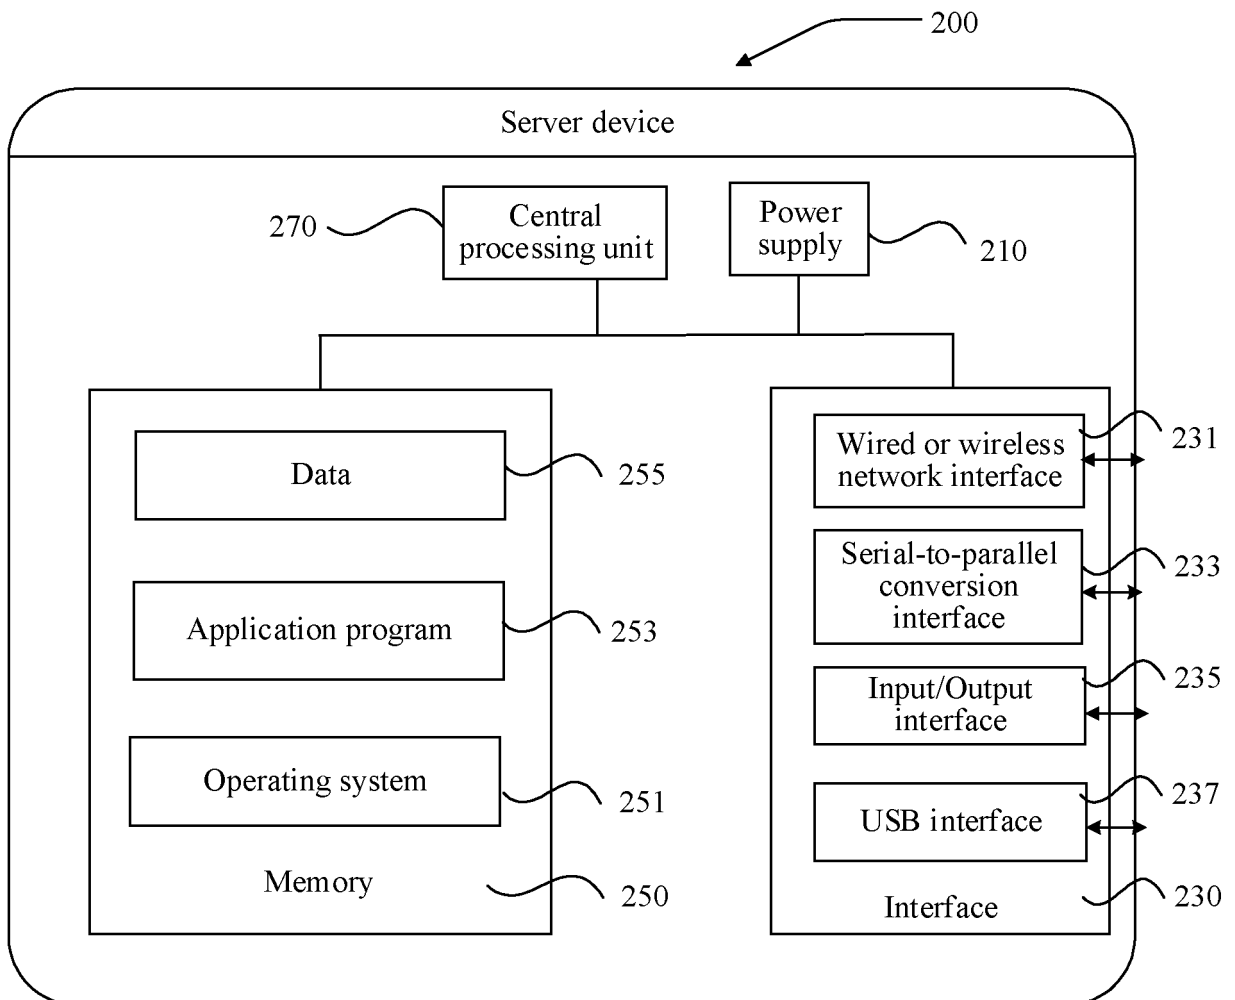 200
Server device
270
Central
processing unit
Power
supply
210
Data
255
Application program
253
Operating system
251
Memory
250
Wired or wireless
network interface
231
Serial-to-parallel
conversion
interface
233
Input/Output
interface
235
USB interface
237
Interface
230